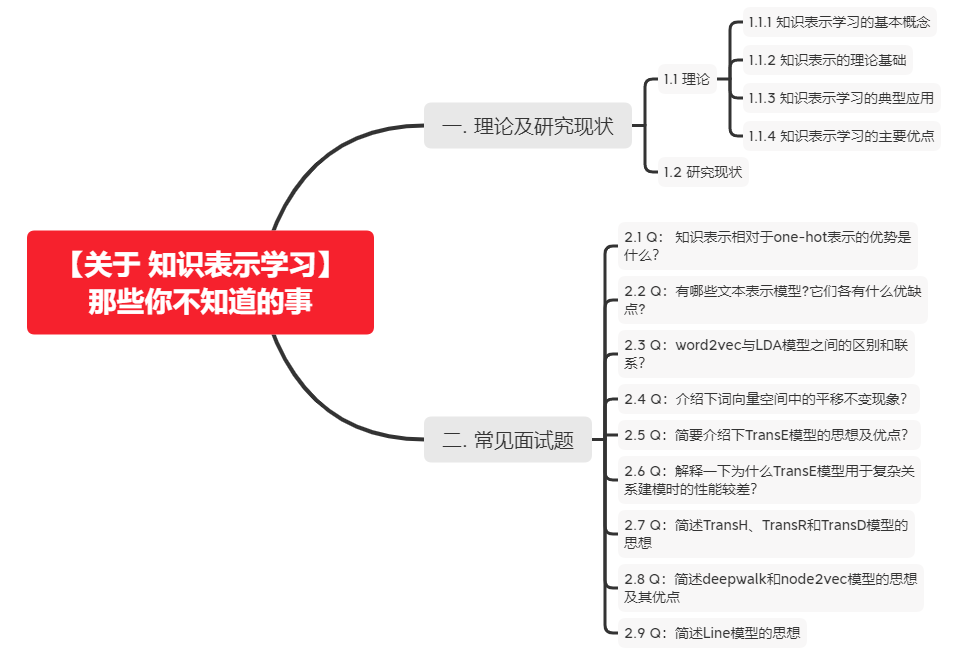 【关于 知识表示学习】
那些你不知道的事
一. 理论及研究现状
1.1 理论
1.1.1 知识表示学习的基本概念
1.1.2 知识表示的理论基础
1.1.3 知识表示学习的典型应用
1.1.4 知识表示学习的主要优点
1.2 研究现状
二. 常见面试题
2.1 Q： 知识表示相对于one-hot表示的优势是
什么？
2.2 Q：有哪些文本表示模型?它们各有什么优缺
点?
2.3 Q：word2vec与LDA模型之间的区别和联
系？
2.4 Q：介绍下词向量空间中的平移不变现象？
2.5 Q：简要介绍下TransE模型的思想及优点？
2.6 Q：解释一下为什么TransE模型用于复杂关
系建模时的性能较差？
2.7 Q：简述TransH、TransR和TransD模型的
思想
2.8 Q：简述deepwalk和node2vec模型的思想
及其优点
2.9 Q：简述Line模型的思想